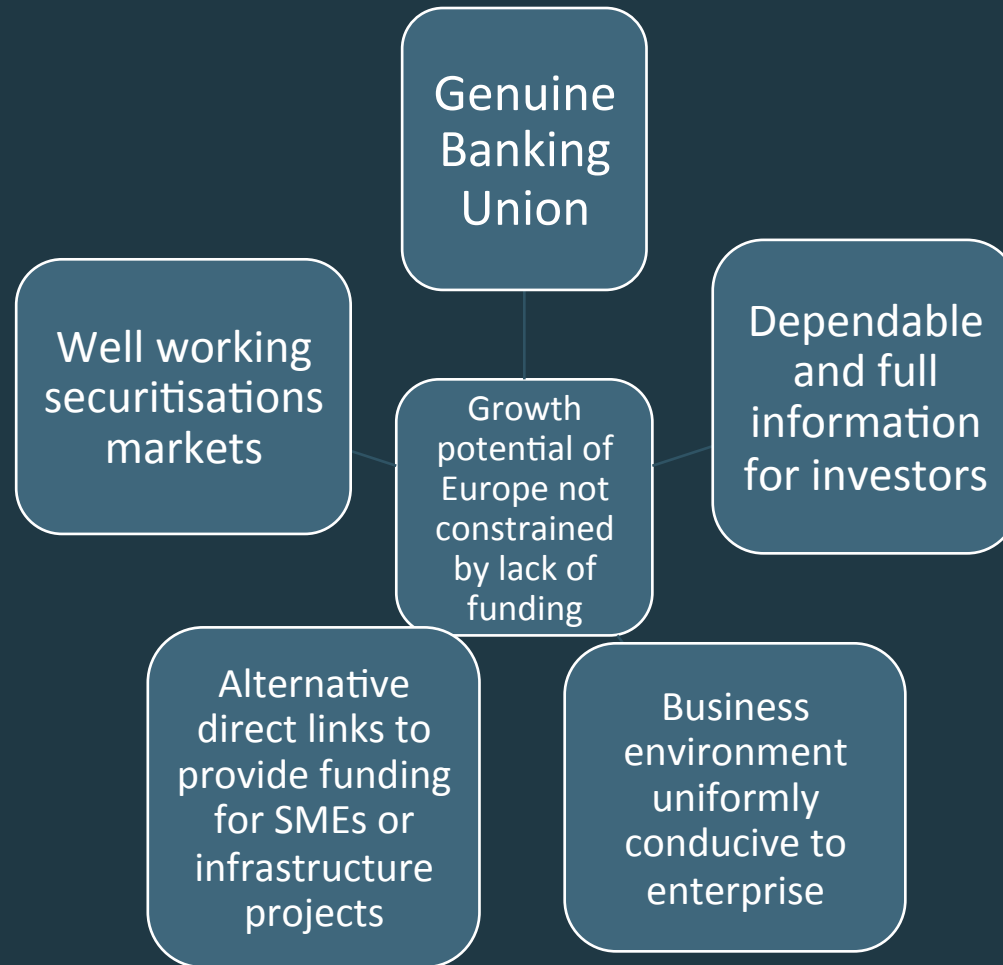 Genuine
Banking
Union
Well working
securitisations
markets
Dependable
and full
information
for investors
Growth
potential of
Europe not
constrained
by lack of
funding
Alternative
direct links to
provide funding
for SMEs or
infrastructure
projects
Business
environment
uniformly
conducive to
enterprise